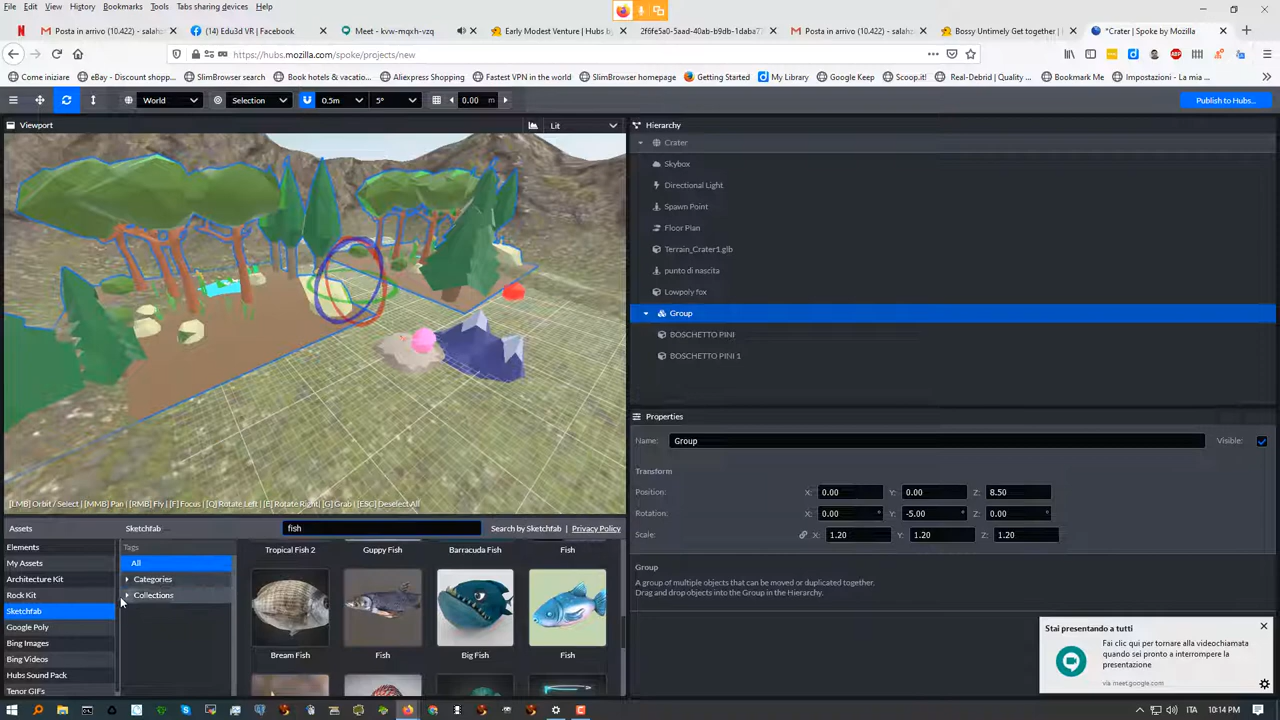 File Edit View History Bookmarks Tools Tabs sharing devices Help
Posta in arrivo (10.422) - salah (14) Edu3d VR | Facebook Meet - kvw-mqxh-vzq Early Modest Venture | Hubs b 2f6fe5a0-5aad-40ab-b9db-1daba7 Posta in arrivo (10.422) - salah Bossy Untimely Get together | *Crater | Spoke by Mozilla
https://hubs.mozilla.com/spoke/projects/new
Come iniziare eBay - Discount shopp... SlimBrowser search Book hotels & vacatio... Aliexpress Shopping Fastest VPN in the world SlimBrowser homepage Getting Started My Library Google Keep Scoop.it! Real-Debrid | Quality ... Bookmark Me Impostazioni - La mia ...
World Selection 0.5m 5° 0.00 m Publish to Hubs...
Viewport Lit
[LMB] Orbit / Select | [MMB] Pan | [RMB] Fly | [F] Focus | [Q] Rotate Left | [E] Rotate Right | [G] Grab | [ESC] Deselect All
Hierarchy
Crater
Skybox
Directional Light
Spawn Point
Floor Plan
Terrain_Crater1.glb
punto di nascita
Lowpoly fox
Group
BOSCHETTO PINI
BOSCHETTO PINI 1
Properties
Name: Group Visible:
Transform
Position: X: 0.00 Y: 0.00 Z: 8.50
Rotation: X: 0.00 ° Y: -5.00 ° Z: 0.00 °
Scale: X: 1.20 Y: 1.20 Z: 1.20
Group
A group of multiple objects that can be moved or duplicated together.
Drag and drop objects into the Group in the Hierarchy.
Assets Sketchfab fish Search by Sketchfab | Privacy Policy
Elements
My Assets
Architecture Kit
Rock Kit
Sketchfab
Google Poly
Bing Images
Bing Videos
Hubs Sound Pack
Tenor GIFs
Tags
All
Categories
Collections
Tropical Fish 2 Guppy Fish Barracuda Fish Fish
Bream Fish Fish Big Fish Fish
Stai presentando a tutti
Fai clic qui per tornare alla videochiamata
quando sei pronto a interrompere la
presentazione
via meet.google.com
ITA 10:14 PM